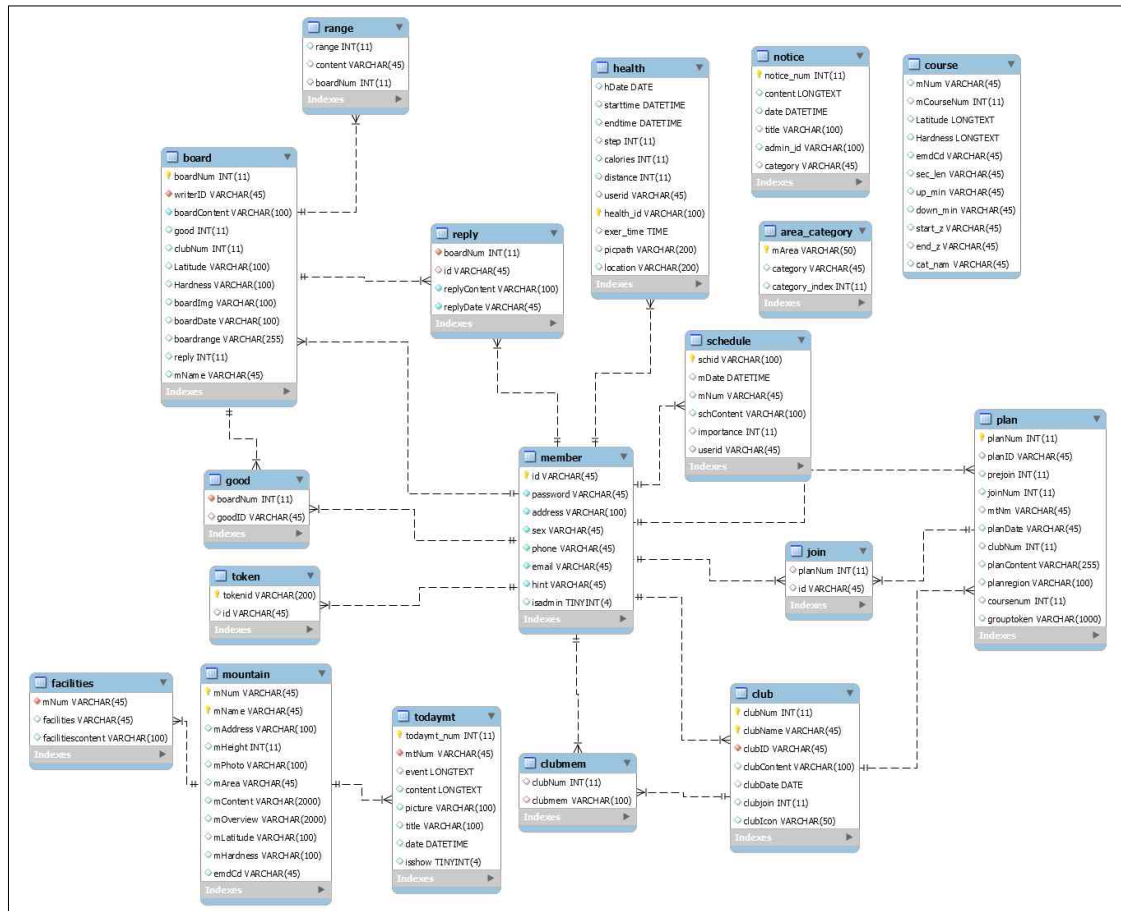 range
range INT(11)
content VARCHAR(45)
boardNum INT(11)
Indexes
board
boardNum INT(11)
writerID VARCHAR(45)
boardContent VARCHAR(100)
good INT(11)
clubNum INT(11)
Latitude VARCHAR(100)
Hardness VARCHAR(100)
boardImg VARCHAR(100)
boardDate VARCHAR(100)
boardrange VARCHAR(255)
reply INT(11)
mName VARCHAR(45)
Indexes
reply
boardNum INT(11)
id VARCHAR(45)
replyContent VARCHAR(100)
replyDate VARCHAR(45)
Indexes
health
hDate DATE
starttime DATETIME
endtime DATETIME
step INT(11)
calories INT(11)
distance INT(11)
userid VARCHAR(45)
health_id VARCHAR(100)
exer_time TIME
picpath VARCHAR(200)
location VARCHAR(200)
Indexes
notice
notice_num INT(11)
content LONGTEXT
date DATETIME
title VARCHAR(100)
admin_id VARCHAR(100)
category VARCHAR(45)
Indexes
course
mNum VARCHAR(45)
mCourseNum INT(11)
Latitude LONGTEXT
Hardness LONGTEXT
emdCd VARCHAR(45)
sec_len VARCHAR(45)
up_min VARCHAR(45)
down_min VARCHAR(45)
start_z VARCHAR(45)
end_z VARCHAR(45)
cat_nam VARCHAR(45)
Indexes
area_category
mArea VARCHAR(50)
category VARCHAR(45)
category_index INT(11)
Indexes
schedule
schid VARCHAR(100)
mDate DATETIME
mNum VARCHAR(45)
schContent VARCHAR(100)
importance INT(11)
userid VARCHAR(45)
Indexes
plan
planNum INT(11)
planID VARCHAR(45)
prejoin INT(11)
joinNum INT(11)
mtNm VARCHAR(45)
planDate VARCHAR(45)
clubNum INT(11)
planContent VARCHAR(255)
planregion VARCHAR(100)
coursenum INT(11)
grouptoken VARCHAR(1000)
Indexes
member
id VARCHAR(45)
password VARCHAR(45)
address VARCHAR(100)
sex VARCHAR(45)
phone VARCHAR(45)
email VARCHAR(45)
hint VARCHAR(45)
isadmin TINYINT(4)
Indexes
good
boardNum INT(11)
goodID VARCHAR(45)
Indexes
token
tokenid VARCHAR(200)
id VARCHAR(45)
Indexes
join
planNum INT(11)
id VARCHAR(45)
Indexes
facilities
mNum VARCHAR(45)
facilities VARCHAR(45)
facilitiescontent VARCHAR(100)
Indexes
mountain
mNum VARCHAR(45)
mName VARCHAR(45)
mAddress VARCHAR(100)
mHeight INT(11)
mPhoto VARCHAR(100)
mArea VARCHAR(45)
mContent VARCHAR(2000)
mOverview VARCHAR(2000)
mLatitude VARCHAR(100)
mHardness VARCHAR(100)
emdCd VARCHAR(45)
Indexes
todaymt
todaymt_num INT(11)
mtNum VARCHAR(45)
event LONGTEXT
content LONGTEXT
picture VARCHAR(100)
title VARCHAR(100)
date DATETIME
isshow TINYINT(4)
Indexes
clubmem
clubNum INT(11)
clubmem VARCHAR(100)
Indexes
club
clubNum INT(11)
clubName VARCHAR(45)
clubID VARCHAR(45)
clubContent VARCHAR(100)
clubDate DATE
clubjoin INT(11)
clubIcon VARCHAR(50)
Indexes